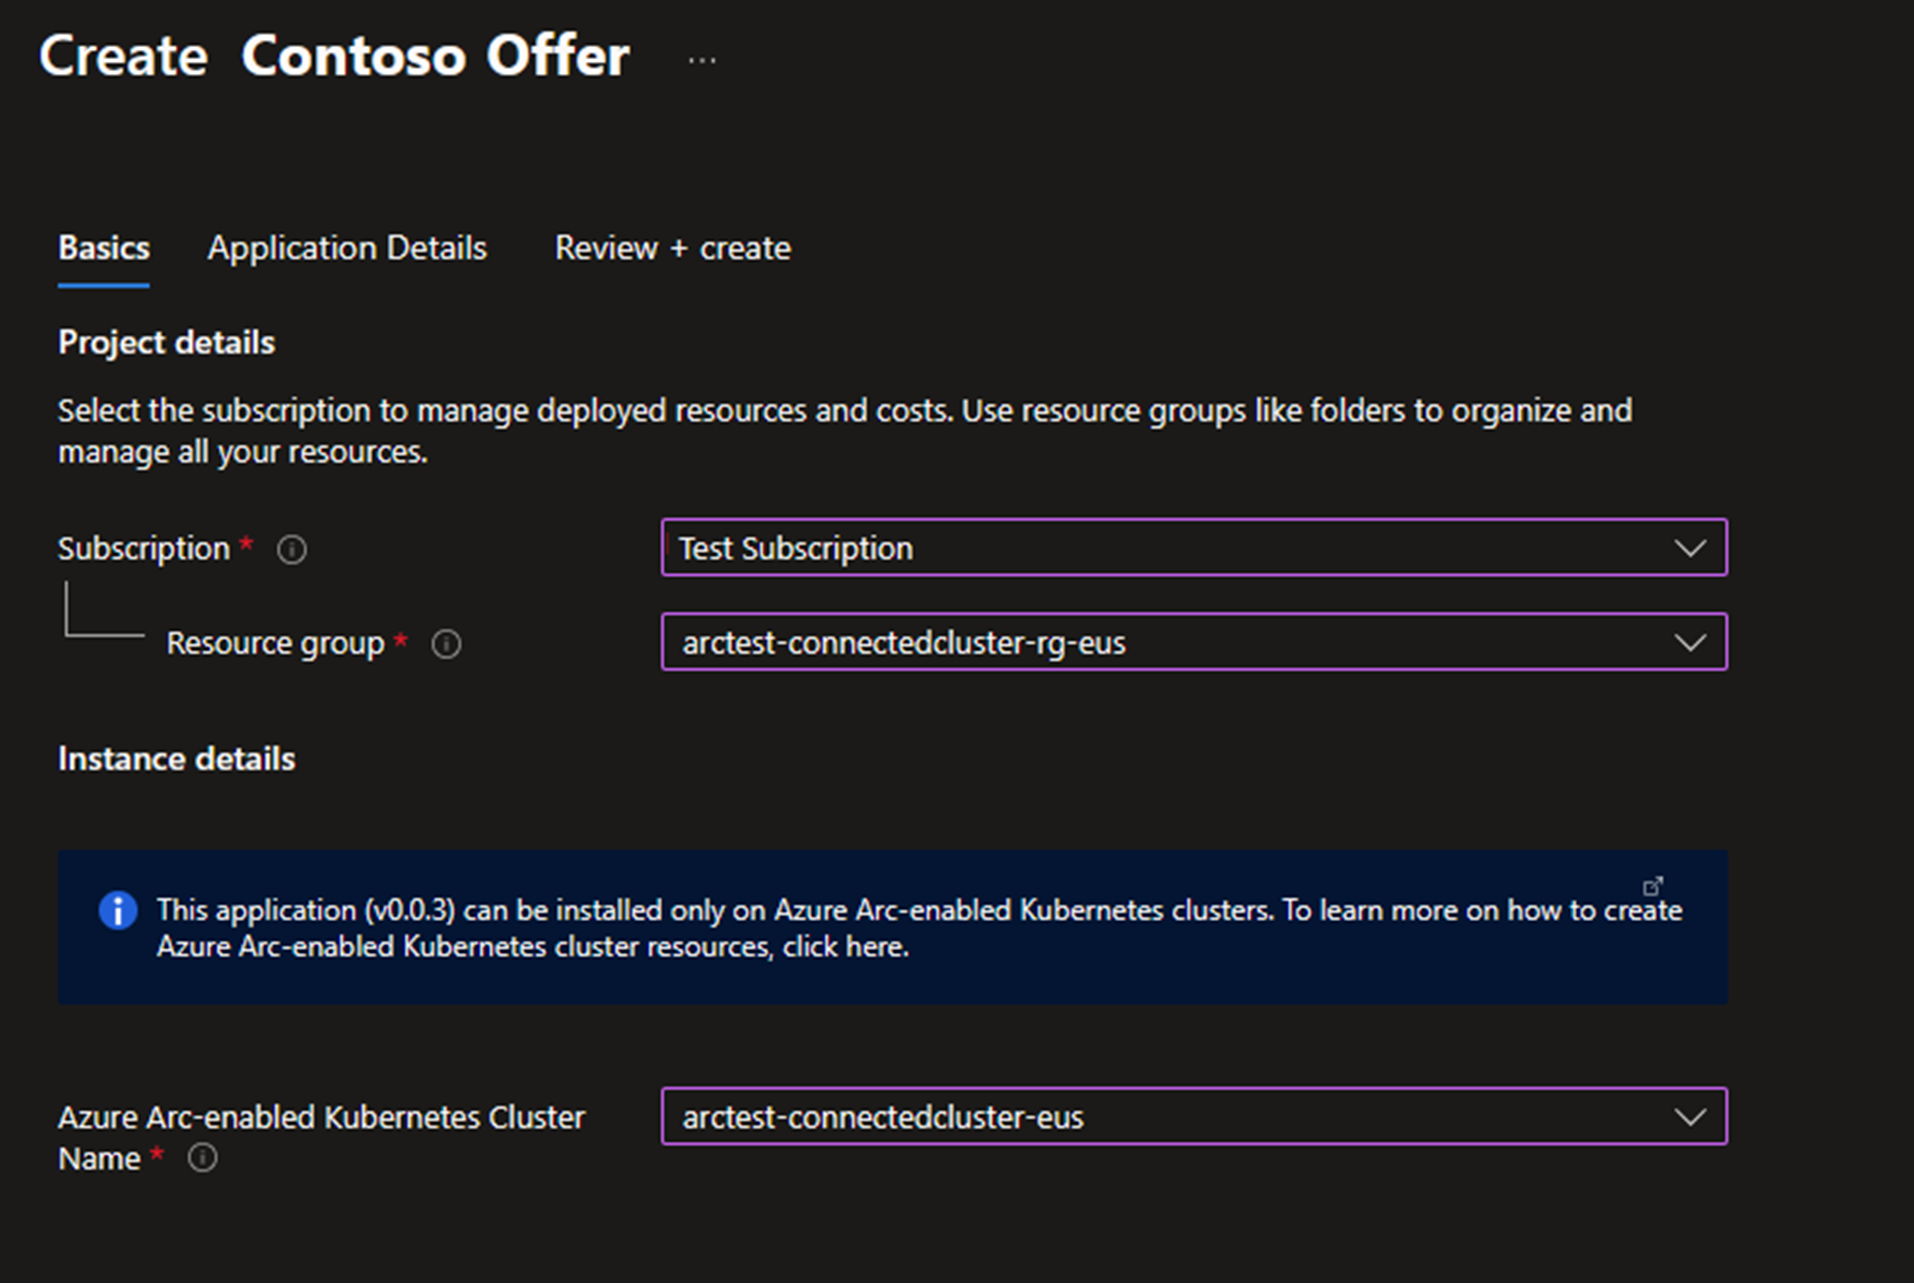 Create Contoso Offer ...
Basics Application Details Review + create
Project details
Select the subscription to manage deployed resources and costs. Use resource groups like folders to organize and
manage all your resources.
Subscription * Test Subscription
Resource group * arctest-connectedcluster-rg-eus
Instance details
This application (v0.0.3) can be installed only on Azure Arc-enabled Kubernetes clusters. To learn more on how to create
Azure Arc-enabled Kubernetes cluster resources, click here.
Azure Arc-enabled Kubernetes Cluster arctest-connectedcluster-eus
Name *